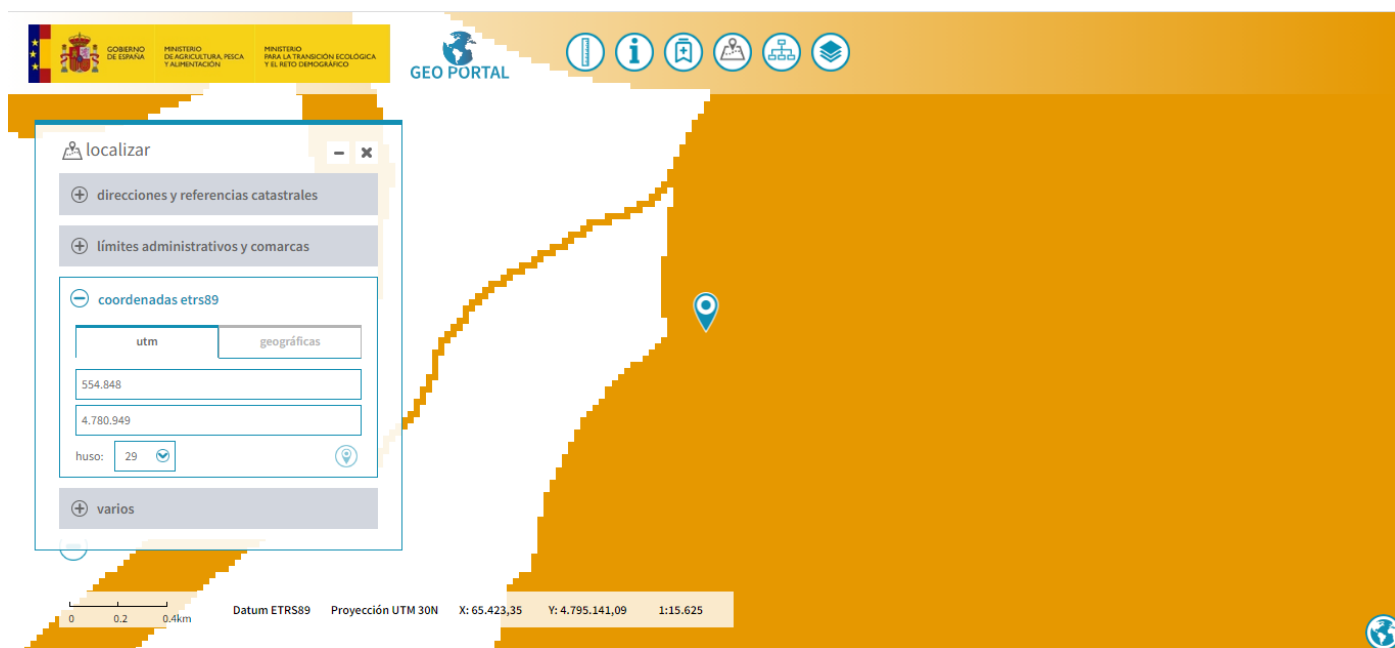 GOBIERNO
DE ESPAÑA
MINISTERIO
DE AGRICULTURA, PESCA
Y ALIMENTACIÓN
MINISTERIO
PARA LA TRANSICIÓN ECOLÓGICA
Y EL RETO DEMOGRÁFICO
GEO PORTAL
localizar
direcciones y referencias catastrales
límites administrativos y comarcas
coordenadas etrs89
utm geográficas
554.848
4.780.949
huso: 29
varios
0 0.2 0.4km
Datum ETRS89 Proyección UTM 30N X: 65.423,35 Y: 4.795.141,09 1:15.625